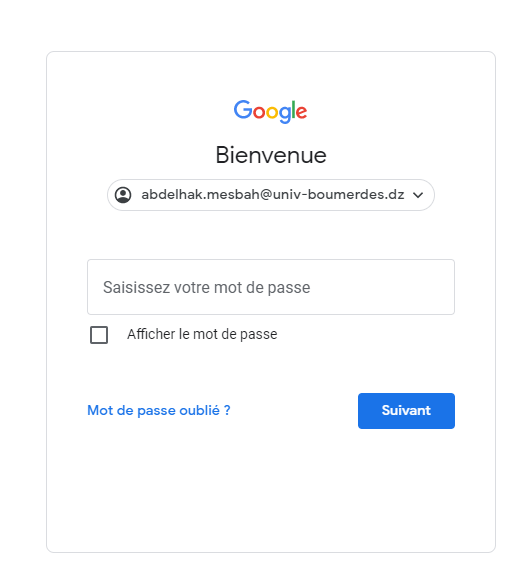 Google
Bienvenue
abdelhak.mesbah@univ-boumerdes.dz
Saisissez votre mot de passe
Afficher le mot de passe
Mot de passe oublié ?
Suivant